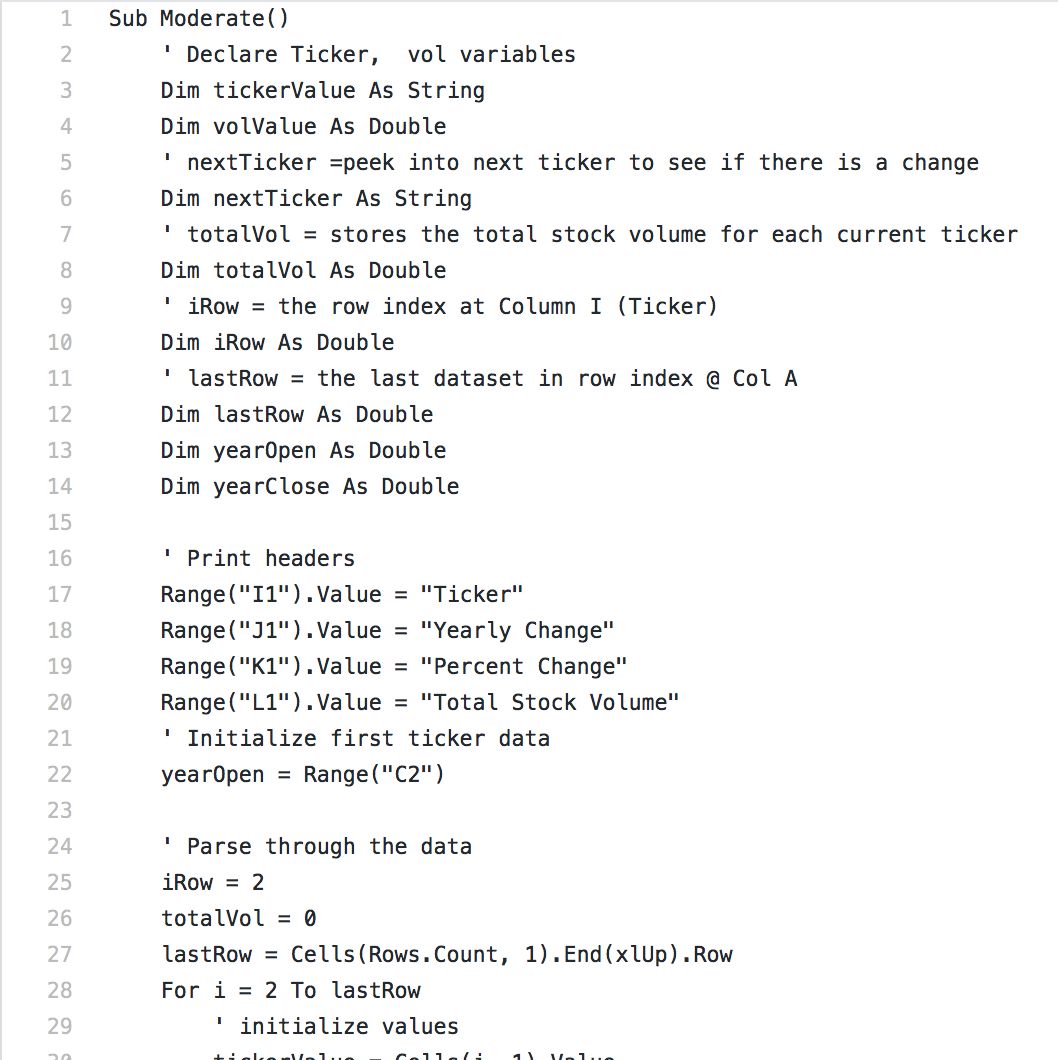 1 Sub Moderate()
2 ' Declare Ticker,  vol variables
3 Dim tickerValue As String
4 Dim volValue As Double
5 ' nextTicker =peek into next ticker to see if there is a change
6 Dim nextTicker As String
7 ' totalVol = stores the total stock volume for each current ticker
8 Dim totalVol As Double
9 ' iRow = the row index at Column I (Ticker)
10 Dim iRow As Double
11 ' lastRow = the last dataset in row index @ Col A
12 Dim lastRow As Double
13 Dim yearOpen As Double
14 Dim yearClose As Double
15
16 ' Print headers
17 Range("I1").Value = "Ticker"
18 Range("J1").Value = "Yearly Change"
19 Range("K1").Value = "Percent Change"
20 Range("L1").Value = "Total Stock Volume"
21 ' Initialize first ticker data
22 yearOpen = Range("C2")
23
24 ' Parse through the data
25 iRow = 2
26 totalVol = 0
27 lastRow = Cells(Rows.Count, 1).End(xlUp).Row
28 For i = 2 To lastRow
29 ' initialize values
30 tickerValue = Cells(i, 1).Value